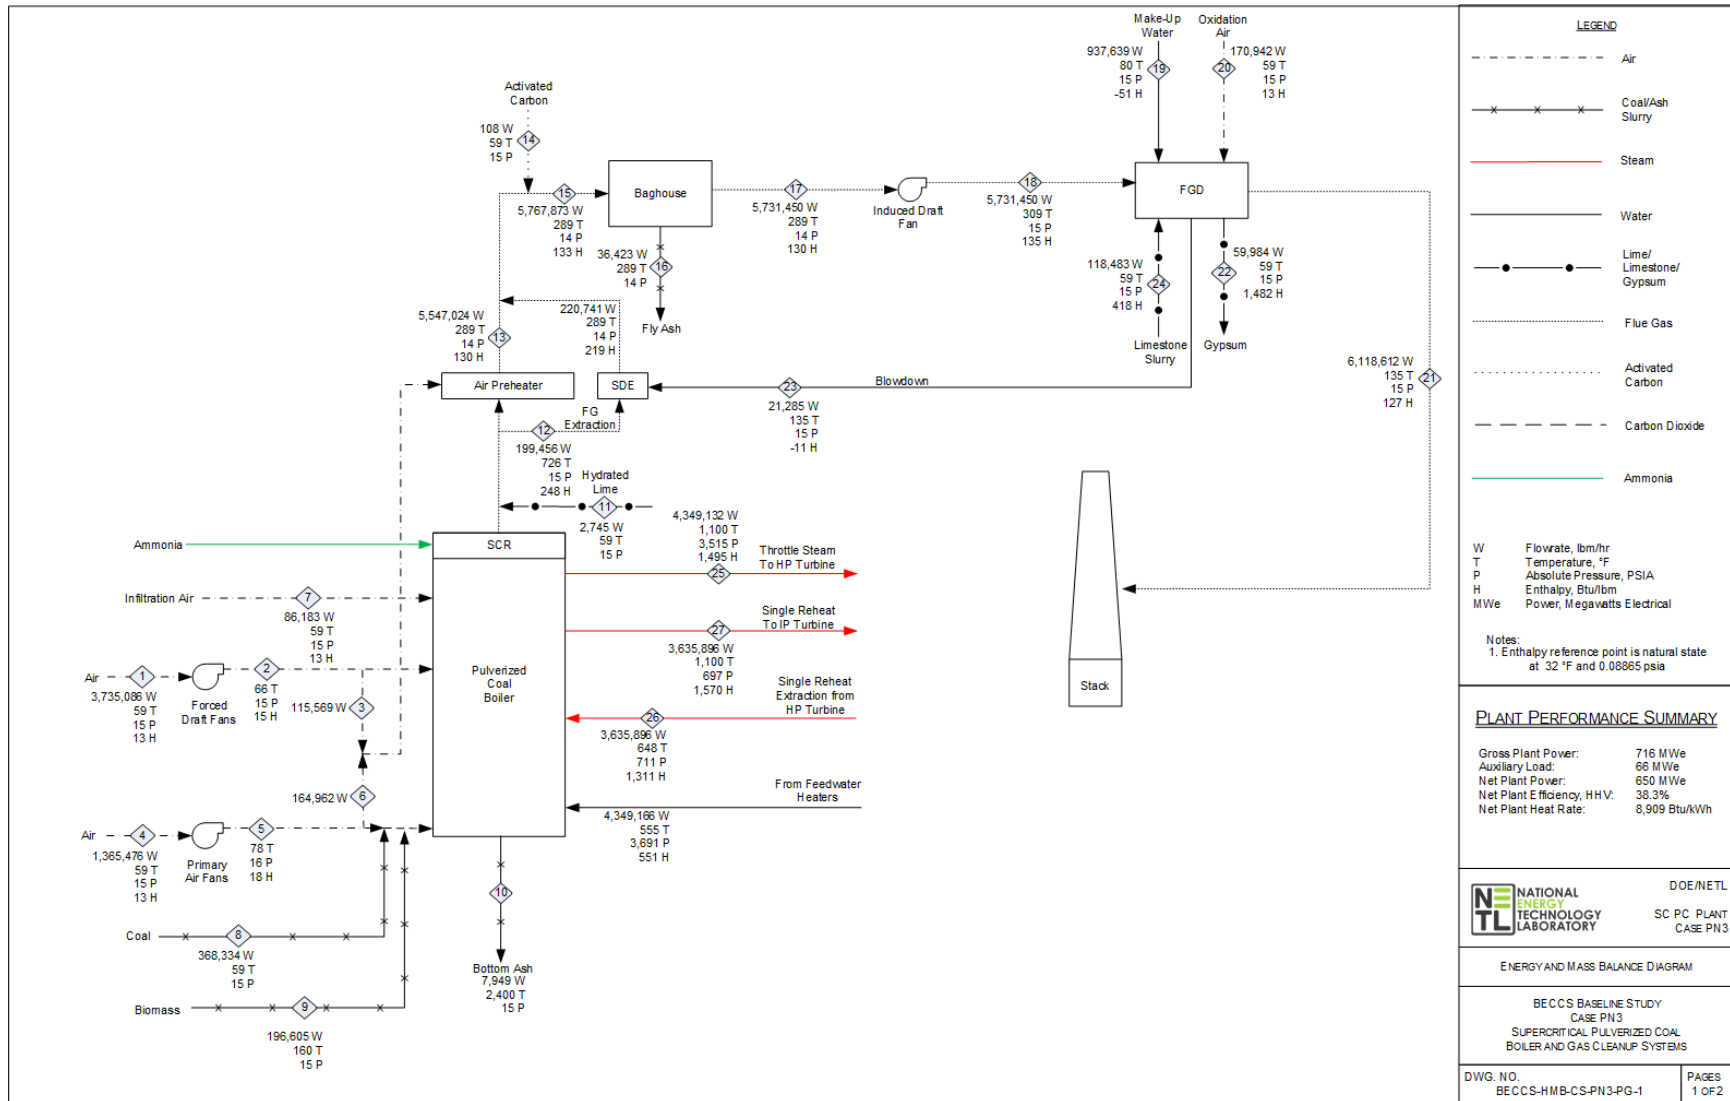 Make-Up
Water
937,639 W
80 T
15 P
-51 H
19
Oxidation
Air
170,942 W
59 T
15 P
13 H
20
Activated
Carbon
108 W
59 T
15 P
14
15
5,767,873 W
289 T
14 P
133 H
Baghouse
17
5,731,450 W
289 T
14 P
130 H
Induced Draft
Fan
18
5,731,450 W
309 T
15 P
135 H
FGD
36,423 W
289 T
14 P
16
Fly Ash
118,483 W
59 T
15 P
418 H
24
Limestone
Slurry
59,984 W
59 T
15 P
1,482 H
22
Gypsum
5,547,024 W
289 T
14 P
130 H
13
220,741 W
289 T
14 P
219 H
Air Preheater
SDE
23
Blowdown
21,285 W
135 T
15 P
-11 H
6,118,612 W
135 T
15 P
127 H
21
FG
Extraction
12
199,456 W
726 T
15 P
248 H
Hydrated
Lime
11
2,745 W
59 T
15 P
Ammonia
SCR
4,349,132 W
1,100 T
3,515 P
1,495 H
Throttle Steam
To HP Turbine
25
Infiltration Air
7
86,183 W
59 T
15 P
13 H
Single Reheat
To IP Turbine
27
3,635,896 W
1,100 T
697 P
1,570 H
Air
1
3,735,086 W
59 T
15 P
13 H
Forced
Draft Fans
2
66 T
15 P
15 H
115,569 W
3
Pulverized
Coal
Boiler
Single Reheat
Extraction from
HP Turbine
26
3,635,896 W
648 T
711 P
1,311 H
Stack
164,962 W
6
From Feedwater
Heaters
4,349,166 W
555 T
3,691 P
551 H
Air
4
1,365,476 W
59 T
15 P
13 H
Primary
Air Fans
5
78 T
16 P
18 H
Coal
8
368,334 W
59 T
15 P
10
Bottom Ash
7,949 W
2,400 T
15 P
Biomass
9
196,605 W
160 T
15 P
LEGEND
Air
Coal/Ash
Slurry
Steam
Water
Lime/
Limestone/
Gypsum
Flue Gas
Activated
Carbon
Carbon Dioxide
Ammonia
W Flowrate, lbm/hr
T Temperature, °F
P Absolute Pressure, PSIA
H Enthalpy, Btu/lbm
MWe Power, Megawatts Electrical
Notes:
1. Enthalpy reference point is natural state
at 32 °F and 0.08865 psia
PLANT PERFORMANCE SUMMARY
Gross Plant Power: 716 MWe
Auxiliary Load: 66 MWe
Net Plant Power: 650 MWe
Net Plant Efficiency, HHV: 38.3%
Net Plant Heat Rate: 8,909 Btu/kWh
NETL
NATIONAL
ENERGY
TECHNOLOGY
LABORATORY
DOE/NETL
SC PC PLANT
CASE PN3
ENERGY AND MASS BALANCE DIAGRAM
BECCS BASELINE STUDY
CASE PN3
SUPERCRITICAL PULVERIZED COAL
BOILER AND GAS CLEANUP SYSTEMS
DWG. NO.
BECCS-HMB-CS-PN3-PG-1
PAGES
1 OF 2